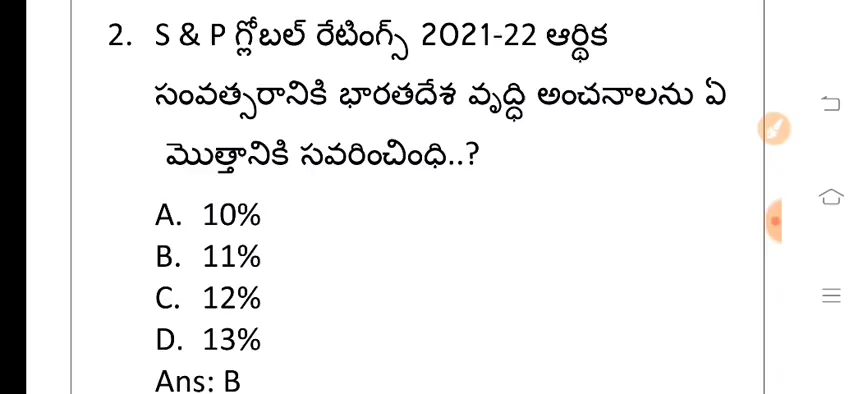 2. S & P గ్లోబల్ రేటింగ్స్ 2021-22 ఆర్థిక
సంవత్సరానికి భారతదేశ వృద్ధి అంచనాలను ఏ
మొత్తానికి సవరించింధి..?
A. 10%
B. 11%
C. 12%
D. 13%
Ans: B